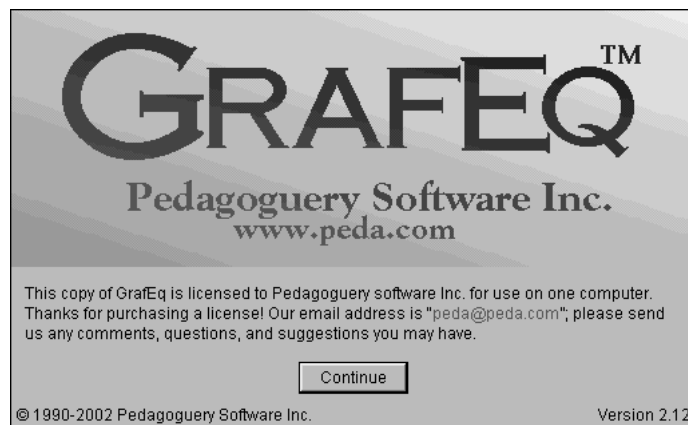 GRAFEQ™
Pedagoguery Software Inc.
www.peda.com
This copy of GrafEq is licensed to Pedagoguery software Inc. for use on one computer.
Thanks for purchasing a license! Our email address is "peda@peda.com"; please send
us any comments, questions, and suggestions you may have.
Continue
© 1990-2002 Pedagoguery Software Inc.
Version 2.12